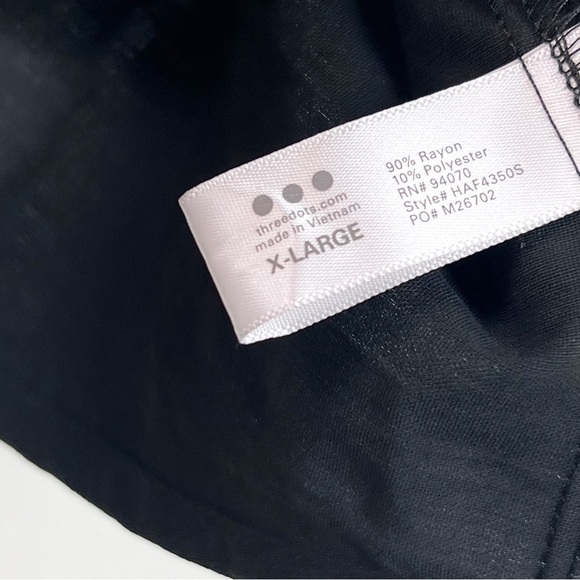 threedots.com
made in Vietnam
X-LARGE
90% Rayon
10% Polyester
RN# 94070
Style# HAF4350S
PO# M26702